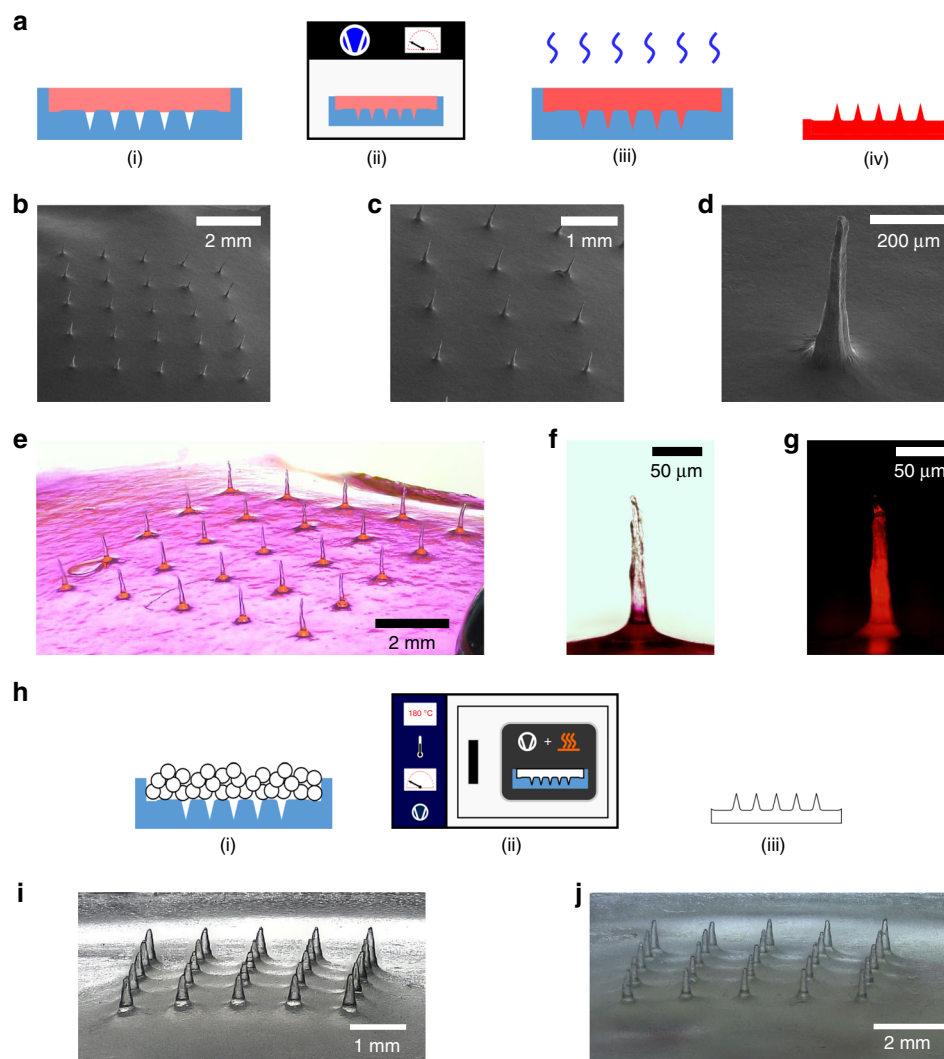 a
(i)
(ii)
(iii)
(iv)
b
2 mm
c
1 mm
d
200 μm
e
2 mm
f
50 μm
g
50 μm
h
180 °C
+
(i)
(ii)
(iii)
i
1 mm
j
2 mm